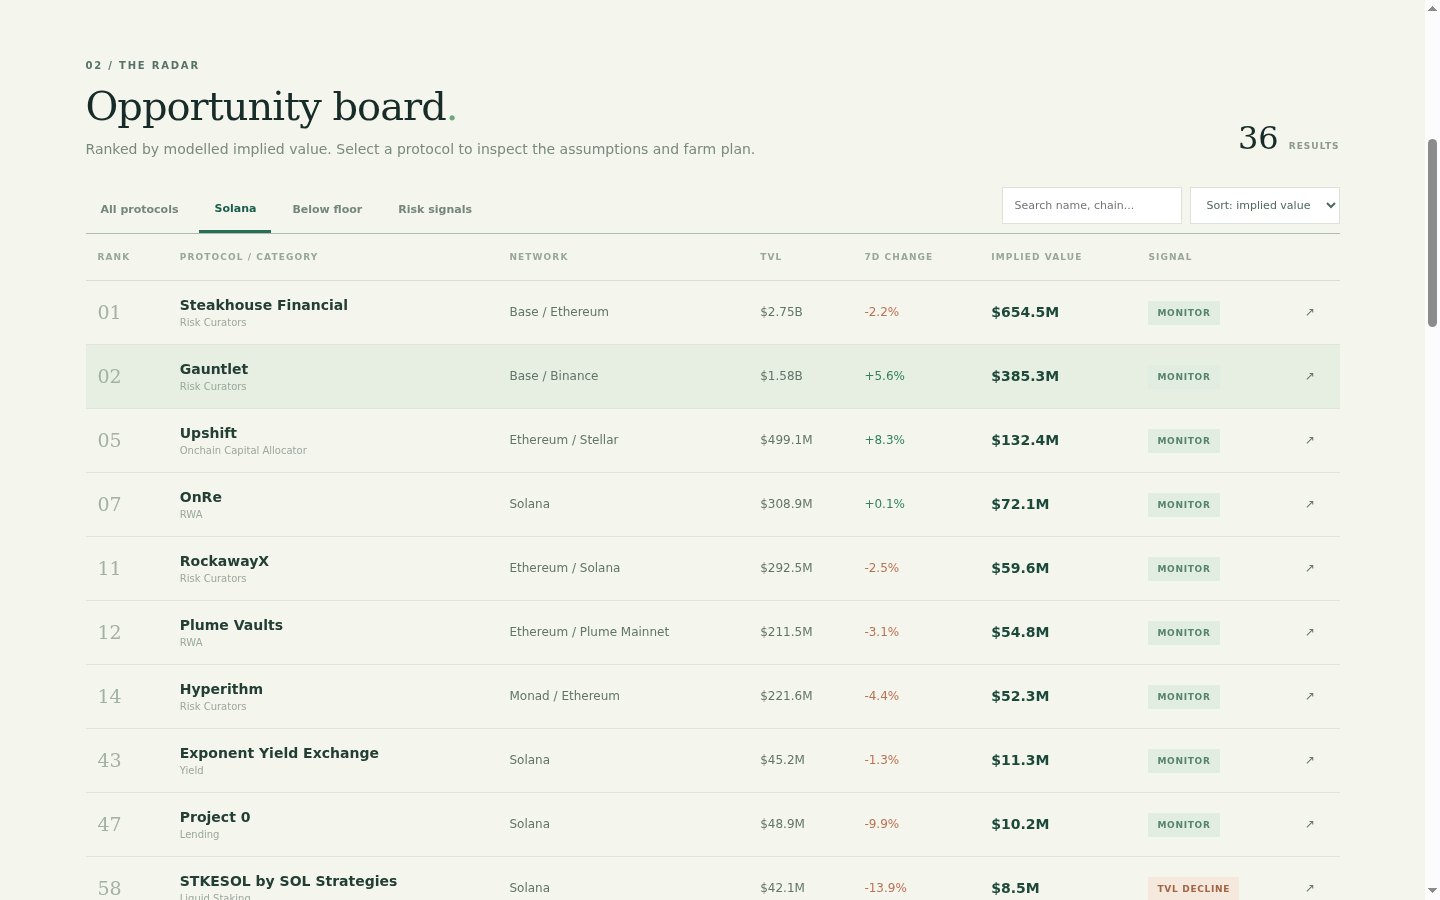 02 / THE RADAR
Opportunity board.
Ranked by modelled implied value. Select a protocol to inspect the assumptions and farm plan.
36 RESULTS
All protocols Solana Below floor Risk signals Search name, chain... Sort: implied value
RANK PROTOCOL / CATEGORY NETWORK TVL 7D CHANGE IMPLIED VALUE SIGNAL
01 Steakhouse Financial Base / Ethereum $2.75B -2.2% $654.5M MONITOR ↗
Risk Curators
02 Gauntlet Base / Binance $1.58B +5.6% $385.3M MONITOR ↗
Risk Curators
05 Upshift Ethereum / Stellar $499.1M +8.3% $132.4M MONITOR ↗
Onchain Capital Allocator
07 OnRe Solana $308.9M +0.1% $72.1M MONITOR ↗
RWA
11 RockawayX Ethereum / Solana $292.5M -2.5% $59.6M MONITOR ↗
Risk Curators
12 Plume Vaults Ethereum / Plume Mainnet $211.5M -3.1% $54.8M MONITOR ↗
RWA
14 Hyperithm Monad / Ethereum $221.6M -4.4% $52.3M MONITOR ↗
Risk Curators
43 Exponent Yield Exchange Solana $45.2M -1.3% $11.3M MONITOR ↗
Yield
47 Project 0 Solana $48.9M -9.9% $10.2M MONITOR ↗
Lending
58 STKESOL by SOL Strategies Solana $42.1M -13.9% $8.5M TVL DECLINE ↗
Liquid Staking